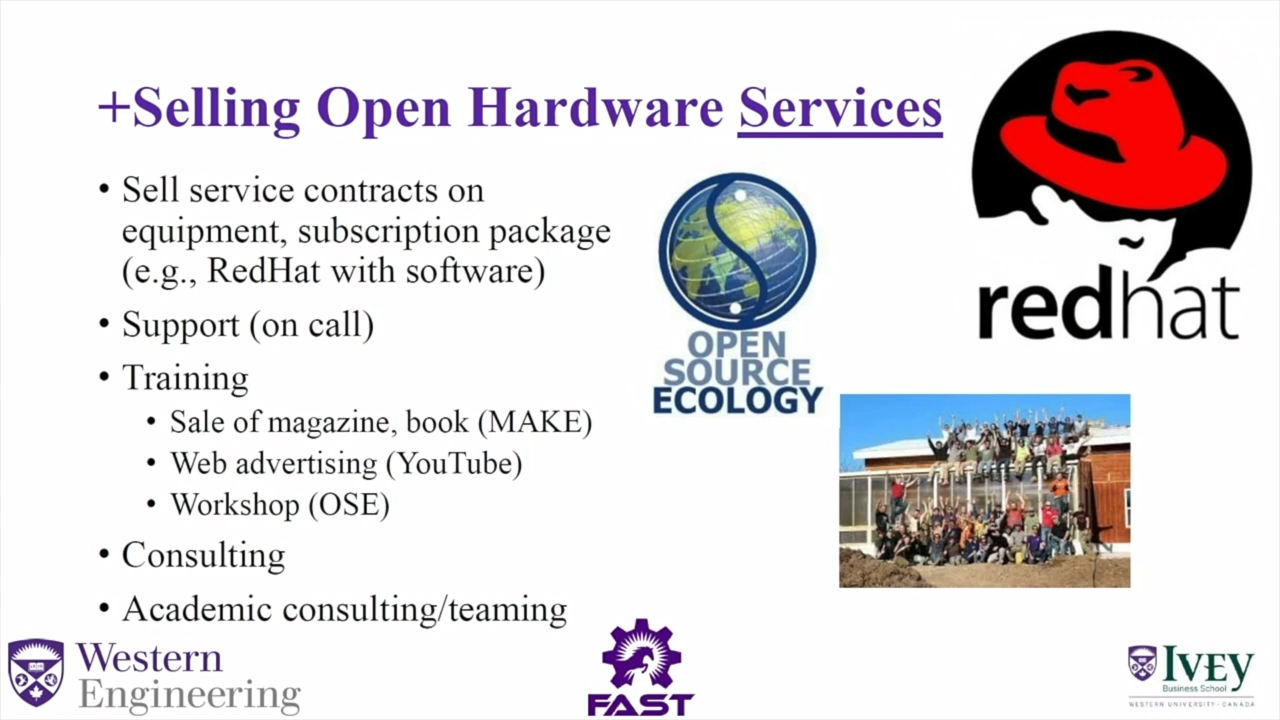 +Selling Open Hardware Services
• Sell service contracts on
equipment, subscription package
(e.g., RedHat with software)
• Support (on call)
• Training
• Sale of magazine, book (MAKE)
• Web advertising (YouTube)
• Workshop (OSE)
• Consulting
• Academic consulting/teaming
OPEN
SOURCE
ECOLOGY
redhat
Western
Engineering
FAST
IVEY
Business School
WESTERN UNIVERSITY · CANADA